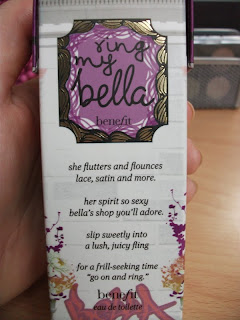 ring
my
bella
benefit
she flutters and flounces
lace, satin and more.
her spirit so sexy
bella's shop you'll adore.
slip sweetly into
a lush, juicy fling
for a frill-seeking time
"go on and ring."
benefit
eau de toilette